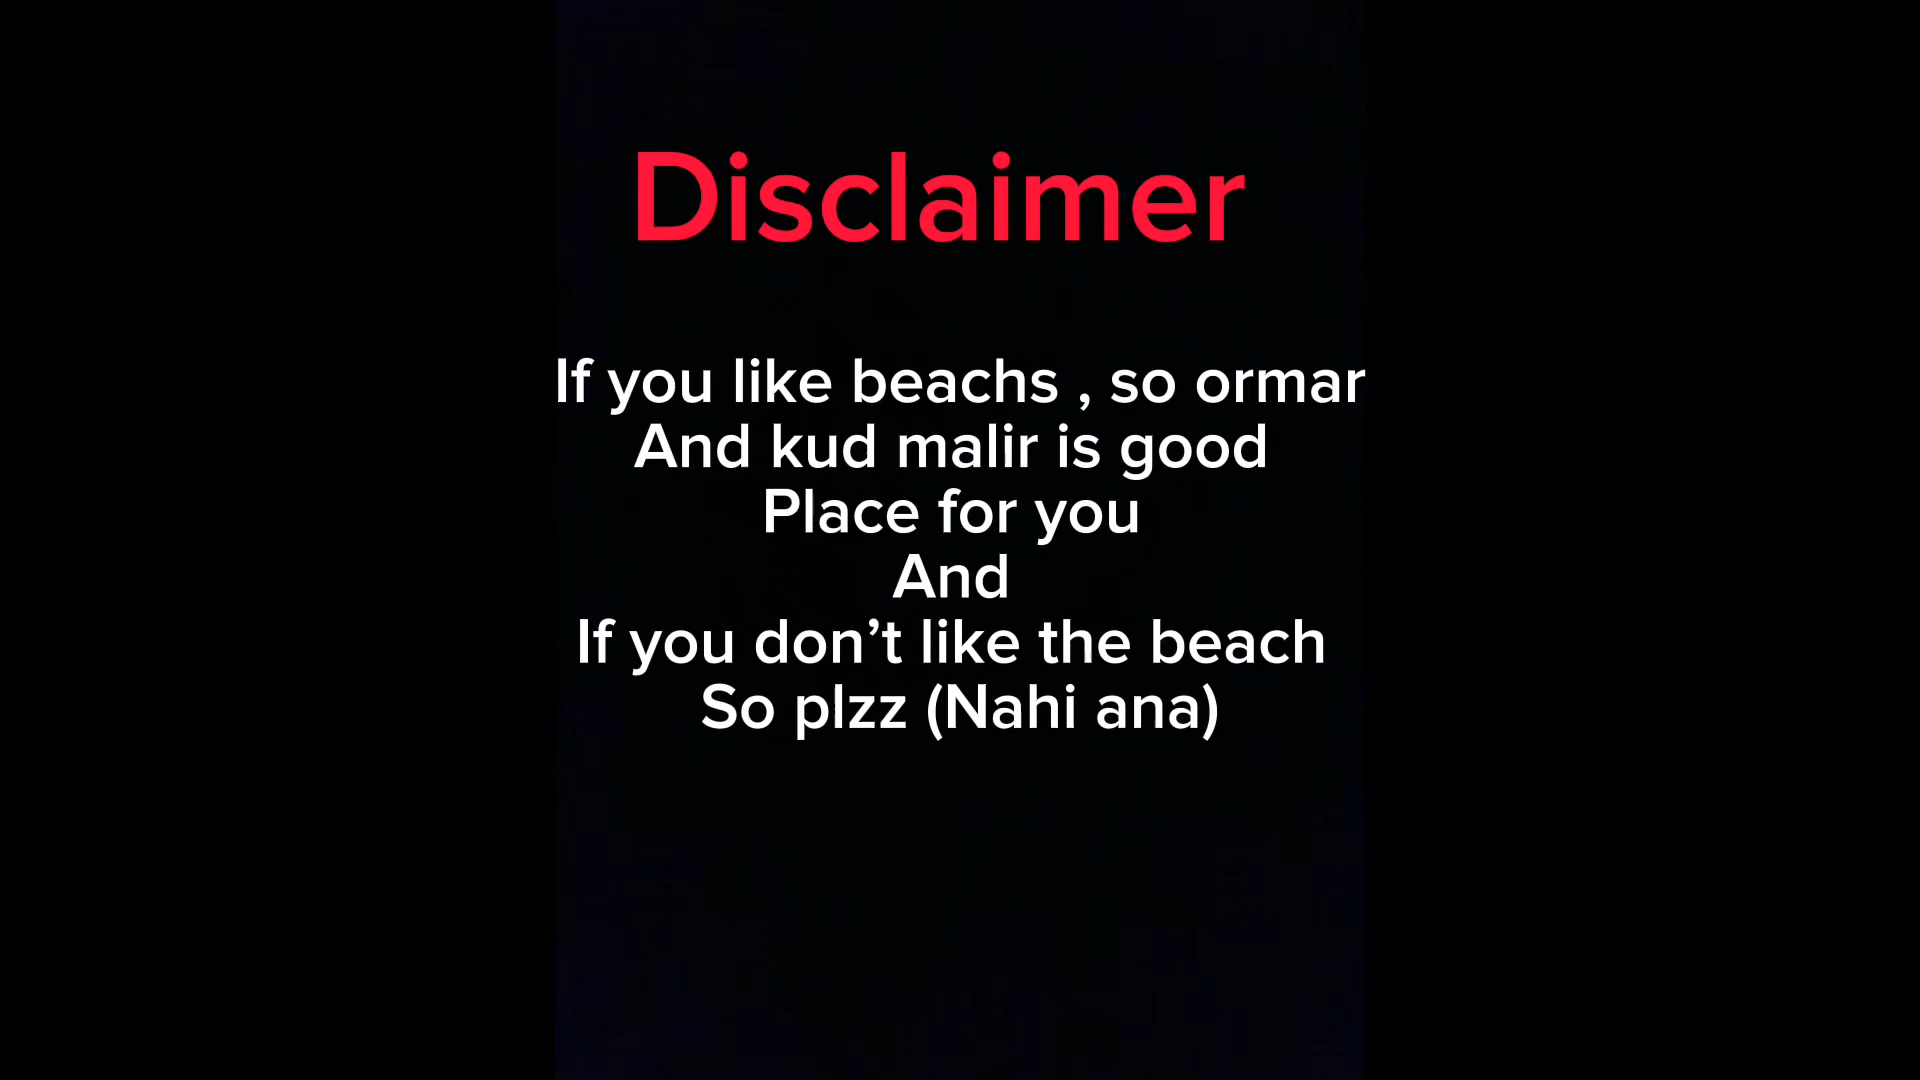 Disclaimer
If you like beachs , so ormar
And kud malir is good
Place for you
And
If you don’t like the beach
So plzz (Nahi ana)